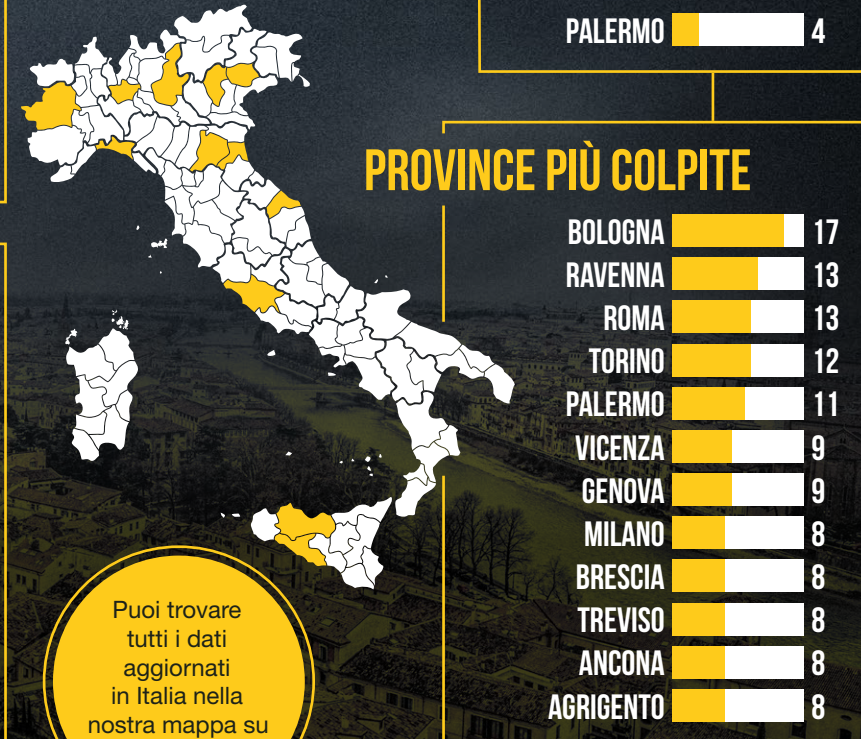 PALERMO 4
PROVINCE PIÙ COLPITE
BOLOGNA 17
RAVENNA 13
ROMA 13
TORINO 12
PALERMO 11
VICENZA 9
GENOVA 9
MILANO 8
BRESCIA 8
TREVISO 8
ANCONA 8
AGRIGENTO 8
Puoi trovare
tutti i dati
aggiornati
in Italia nella
nostra mappa su